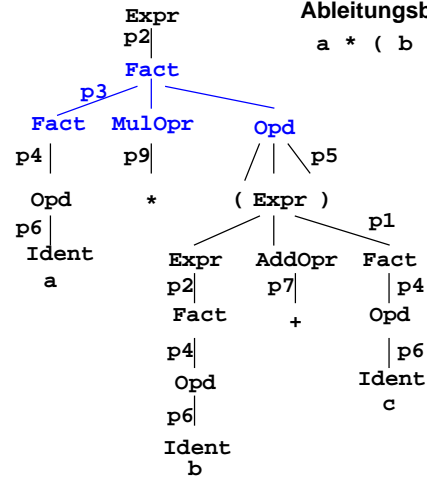 Expr
Ableitungsb
p2
a * ( b
Fact
p3
Fact MulOpr Opd
p4 p9 p5
Opd * ( Expr )
p6 p1
Ident Expr AddOpr Fact
a p2 p7 p4
Fact + Opd
p4 p6
Opd Ident
p6 c
Ident
b